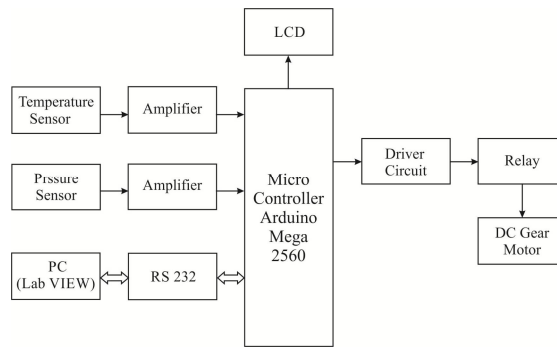 LCD
Temperature
Sensor
Amplifier
Prssure
Sensor
Amplifier
PC
(Lab VIEW)
RS 232
Micro
Controller
Arduino
Mega
2560
Driver
Circuit
Relay
DC Gear
Motor